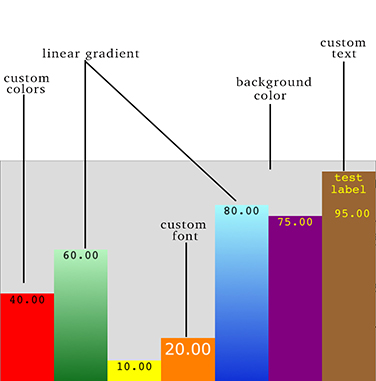 custom
text
linear gradient
custom
colors
background
color
test
label
80.00
95.00
75.00
custom
font
60.00
40.00
20.00
10.00